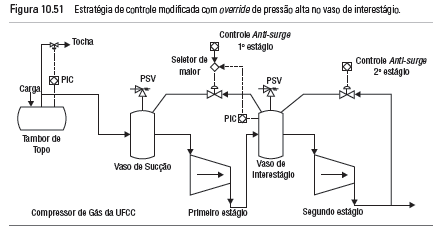 Figura 10.51 Estratégia de controle modificada com override de pressão alta no vaso de interestágio.
Controle Anti-surge
1º estágio
Tocha
Seletor de
maior
Controle Anti-surge
2º estágio
PIC
PSV
PSV
Carga
PIC
Tambor de
Topo
Vaso de Sucção
Vaso de
Interestágio
Compressor de Gás da UFCC
Primeiro estágio
Segundo estágio